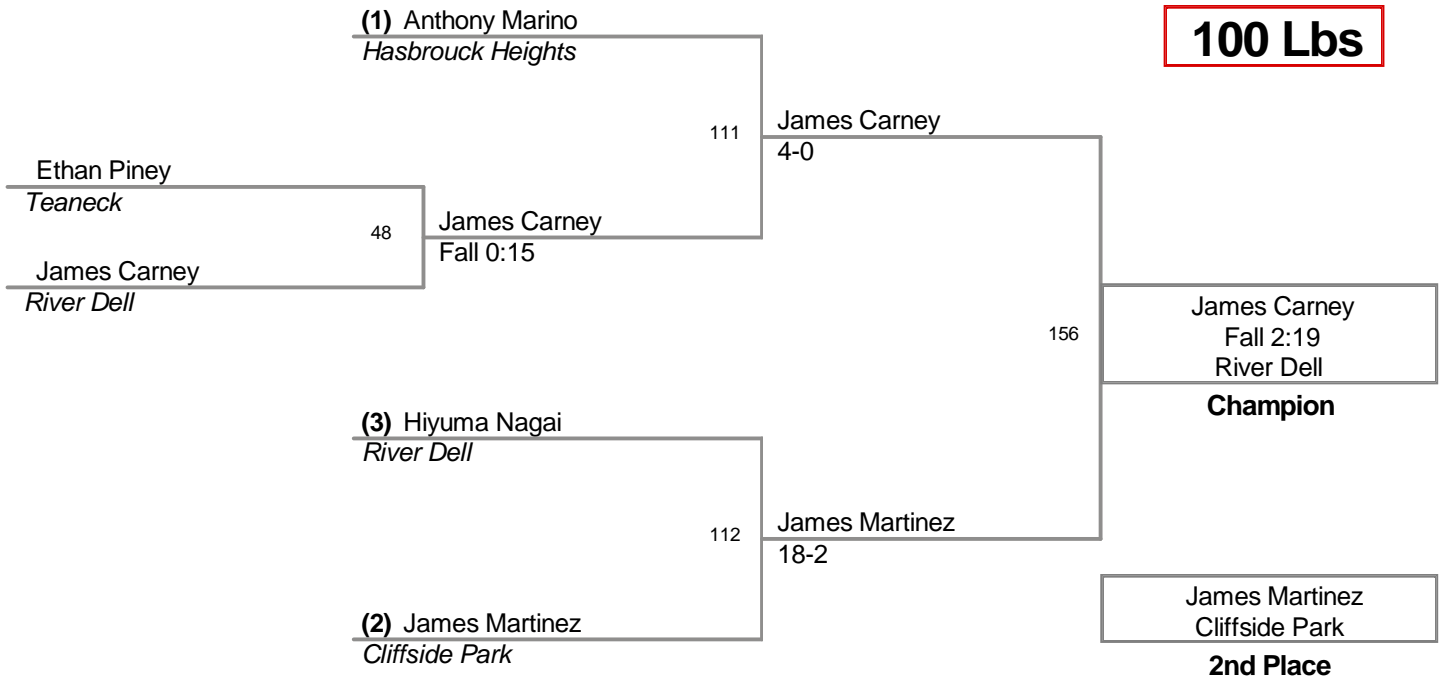 (1) Anthony Marino
Hasbrouck Heights
100 Lbs
111
James Carney
4-0
Ethan Piney
Teaneck
48
James Carney
Fall 0:15
James Carney
River Dell
156
James Carney
Fall 2:19
River Dell
Champion
(3) Hiyuma Nagai
River Dell
112
James Martinez
18-2
(2) James Martinez
Cliffside Park
James Martinez
Cliffside Park
2nd Place